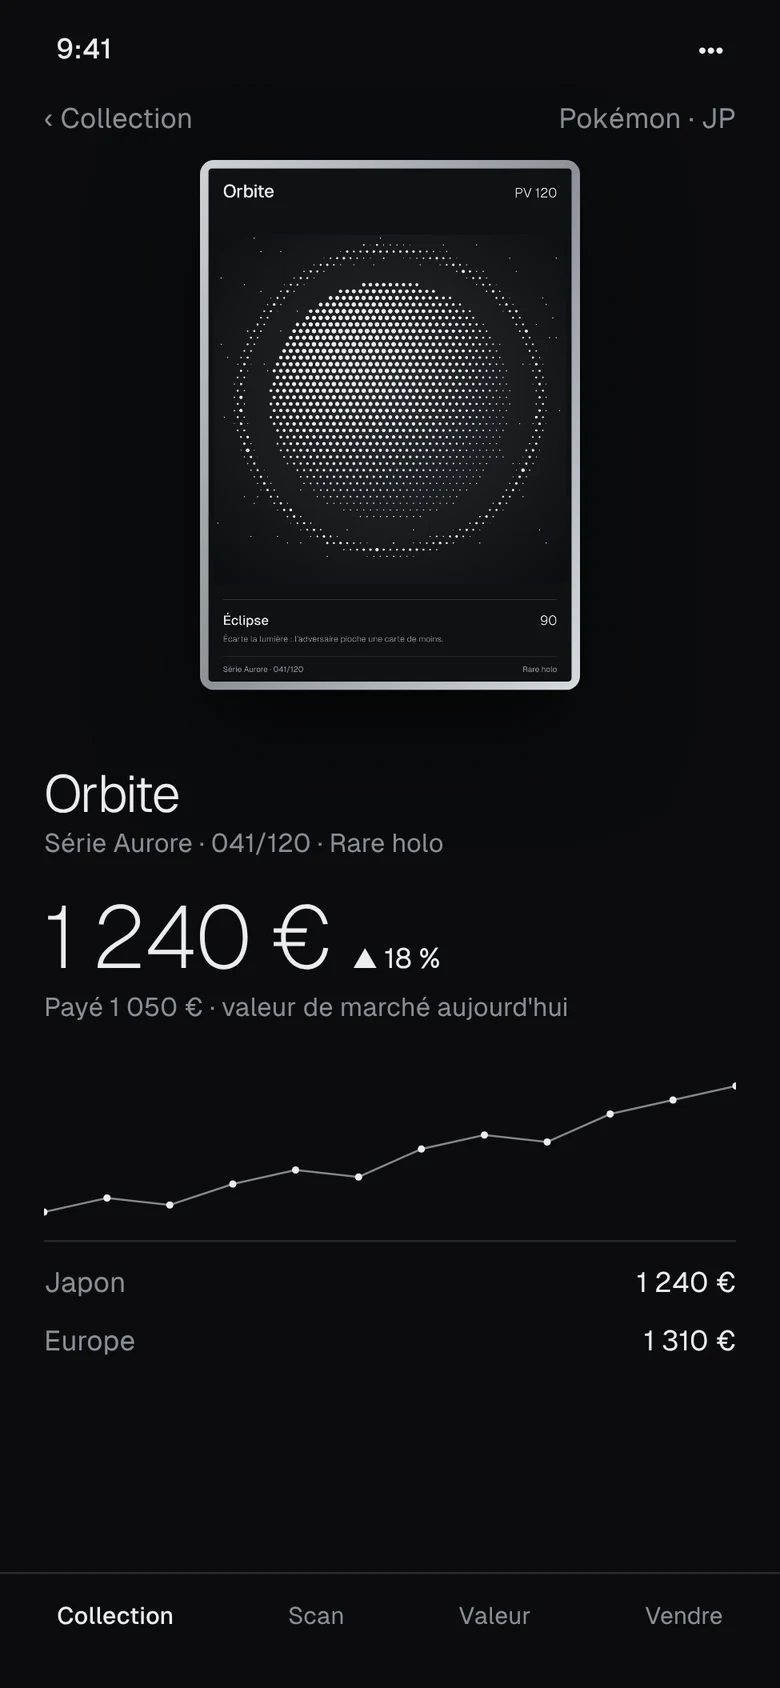 9:41 •••
‹ Collection Pokémon · JP
Orbite PV 120
Éclipse 90
Écarte la lumière : l'adversaire pioche une carte de moins.
Série Aurore · 041/120 Rare holo
Orbite
Série Aurore · 041/120 · Rare holo
1 240 € ▲ 18 %
Payé 1 050 € · valeur de marché aujourd'hui
Japon 1 240 €
Europe 1 310 €
Collection Scan Valeur Vendre